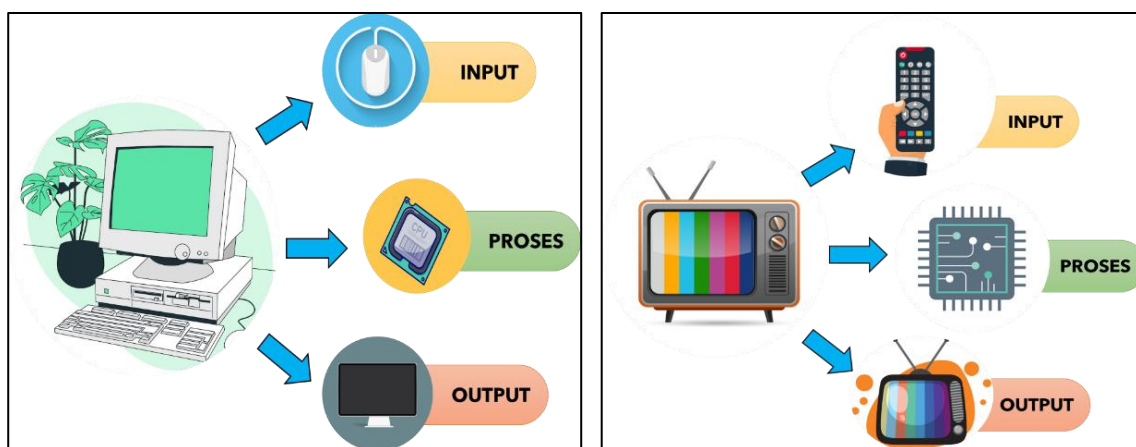 INPUT
CPU
PROSES
OUTPUT
INPUT
PROSES
OUTPUT